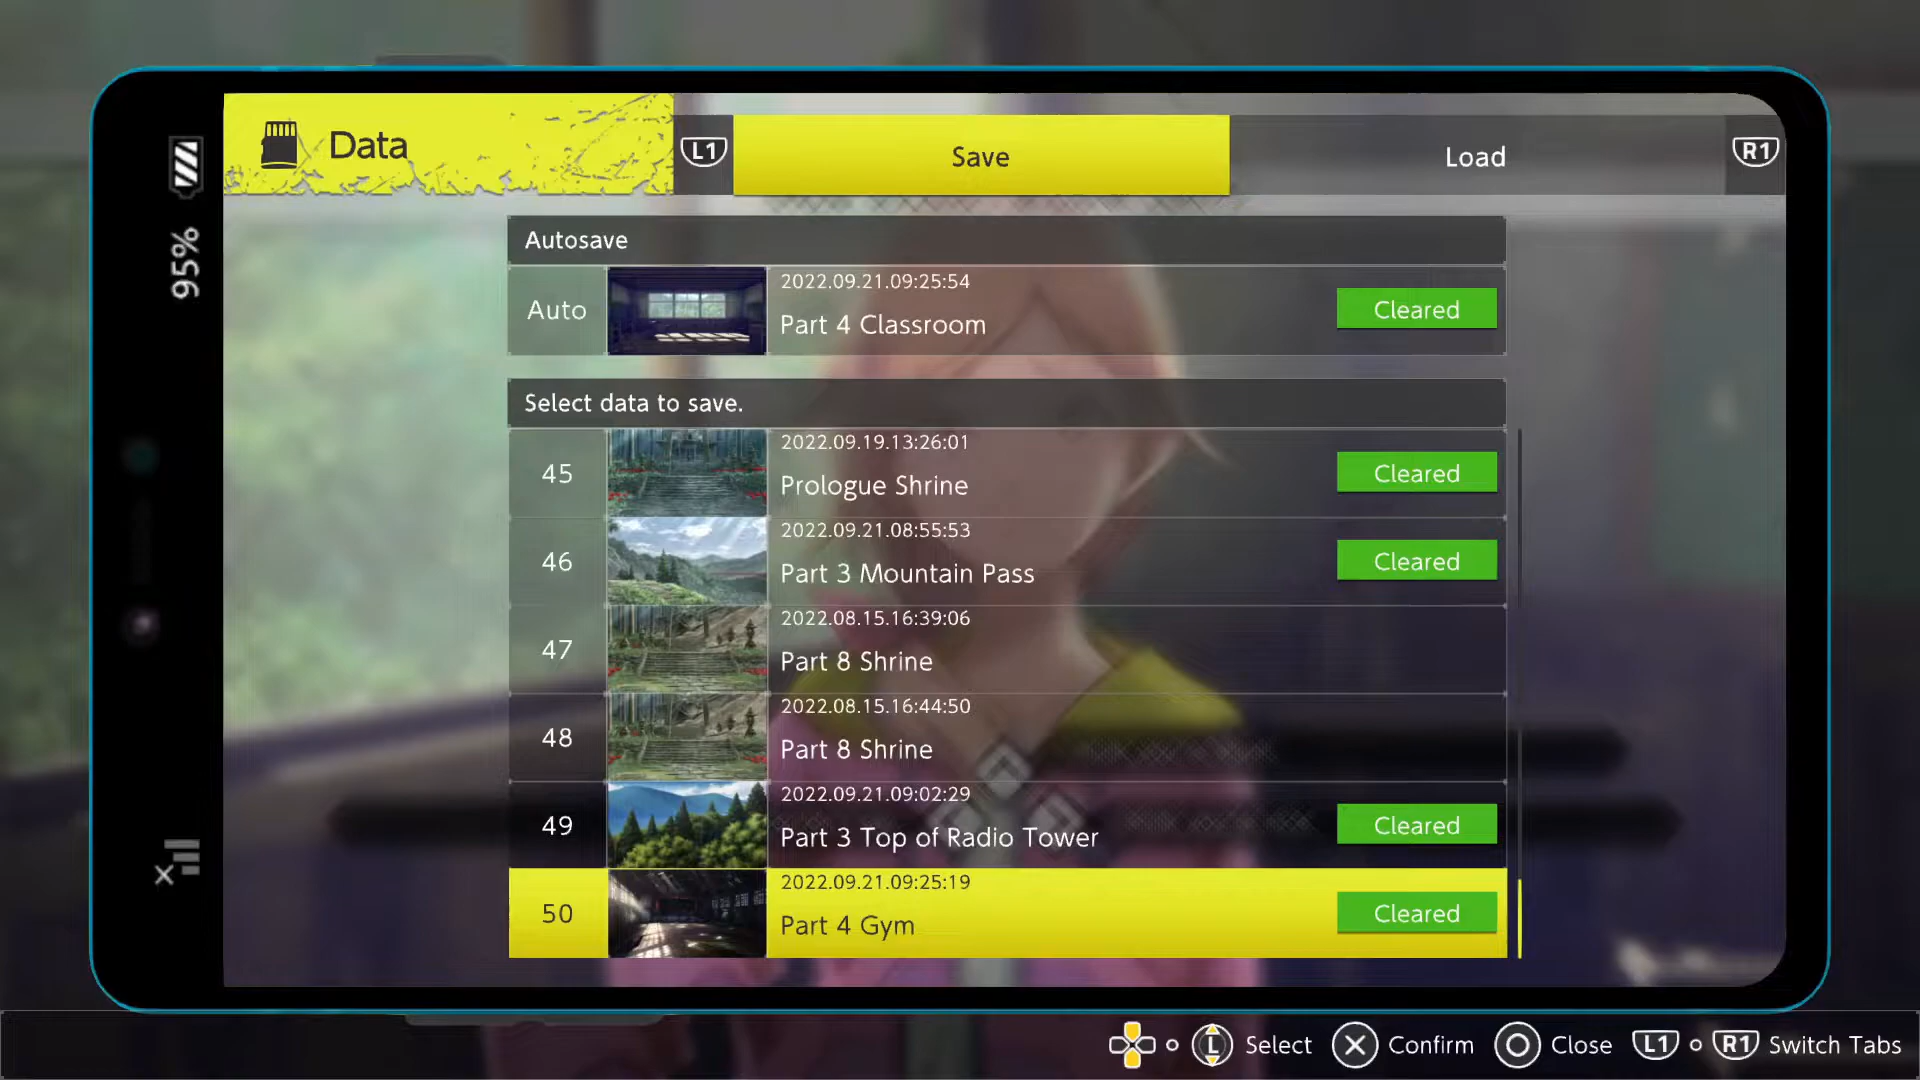 Data
L1
Save
Load
R1
95%
Autosave
Auto
2022.09.21.09:25:54
Part 4 Classroom
Cleared
Select data to save.
45
2022.09.19.13:26:01
Prologue Shrine
Cleared
46
2022.09.21.08:55:53
Part 3 Mountain Pass
Cleared
47
2022.08.15.16:39:06
Part 8 Shrine
48
2022.08.15.16:44:50
Part 8 Shrine
49
2022.09.21.09:02:29
Part 3 Top of Radio Tower
Cleared
50
2022.09.21.09:25:19
Part 4 Gym
Cleared
L Select Confirm Close L1 R1 Switch Tabs